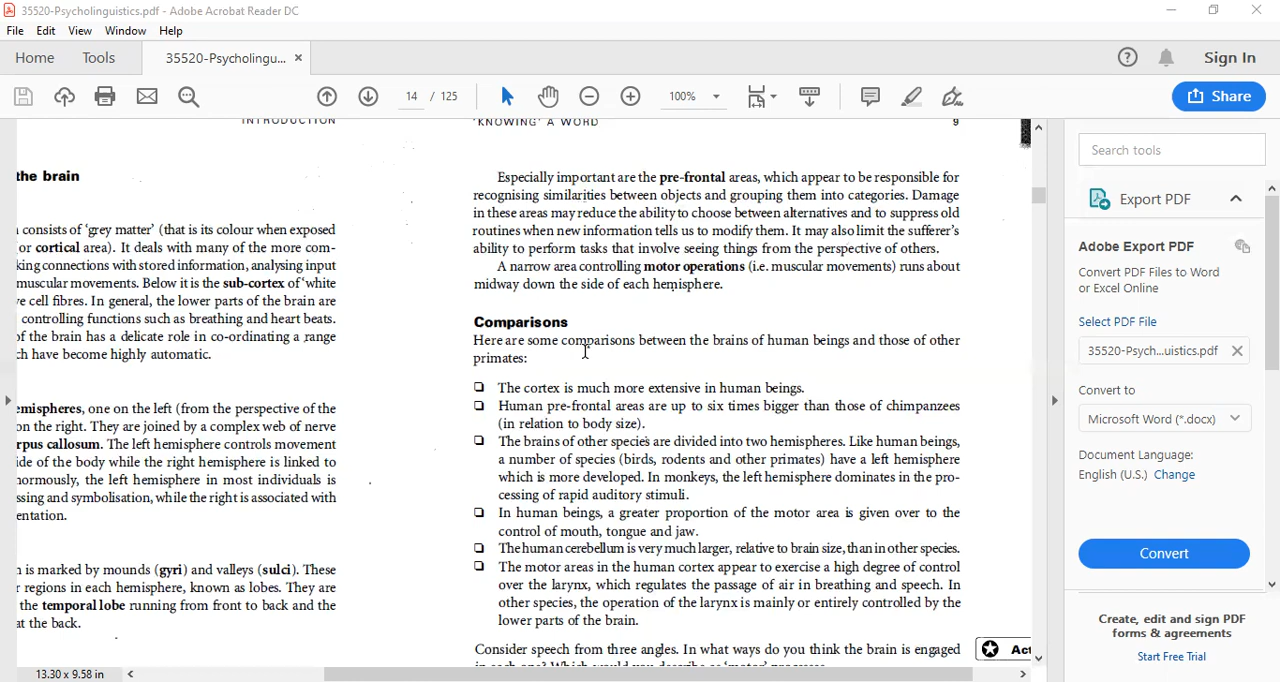 35520-Psycholinguistics.pdf - Adobe Acrobat Reader DC
File Edit View Window Help
Home Tools 35520-Psycholingu... × Sign In
14 / 125 100% Share
INTRODUCTION
the brain
consists of 'grey matter' (that is its colour when exposed
or cortical area). It deals with many of the more com-
king connections with stored information, analysing input
muscular movements. Below it is the sub-cortex of 'white
ve cell fibres. In general, the lower parts of the brain are
controlling functions such as breathing and heart beats.
of the brain has a delicate role in co-ordinating a range
ch have become highly automatic.
emispheres, one on the left (from the perspective of the
on the right. They are joined by a complex web of nerve
rpus callosum. The left hemisphere controls movement
ide of the body while the right hemisphere is linked to
normously, the left hemisphere in most individuals is
ssing and symbolisation, while the right is associated with
entation.
is marked by mounds (gyri) and valleys (sulci). These
r regions in each hemisphere, known as lobes. They are
the temporal lobe running from front to back and the
at the back.
'KNOWING' A WORD 9
Especially important are the pre-frontal areas, which appear to be responsible for
recognising similarities between objects and grouping them into categories. Damage
in these areas may reduce the ability to choose between alternatives and to suppress old
routines when new information tells us to modify them. It may also limit the sufferer's
ability to perform tasks that involve seeing things from the perspective of others.
A narrow area controlling motor operations (i.e. muscular movements) runs about
midway down the side of each hemisphere.
Comparisons
Here are some comparisons between the brains of human beings and those of other
primates:
❑ The cortex is much more extensive in human beings.
❑ Human pre-frontal areas are up to six times bigger than those of chimpanzees
(in relation to body size).
❑ The brains of other species are divided into two hemispheres. Like human beings,
a number of species (birds, rodents and other primates) have a left hemisphere
which is more developed. In monkeys, the left hemisphere dominates in the pro-
cessing of rapid auditory stimuli.
❑ In human beings, a greater proportion of the motor area is given over to the
control of mouth, tongue and jaw.
❑ The human cerebellum is very much larger, relative to brain size, than in other species.
❑ The motor areas in the human cortex appear to exercise a high degree of control
over the larynx, which regulates the passage of air in breathing and speech. In
other species, the operation of the larynx is mainly or entirely controlled by the
lower parts of the brain.
Consider speech from three angles. In what ways do you think the brain is engaged
in each one? Which would you describe as 'motor' processes
Act
13.30 x 9.58 in
Search tools
Export PDF
Adobe Export PDF
Convert PDF Files to Word
or Excel Online
Select PDF File
35520-Psych...uistics.pdf ×
Convert to
Microsoft Word (*.docx)
Document Language:
English (U.S.) Change
Convert
Create, edit and sign PDF
forms & agreements
Start Free Trial